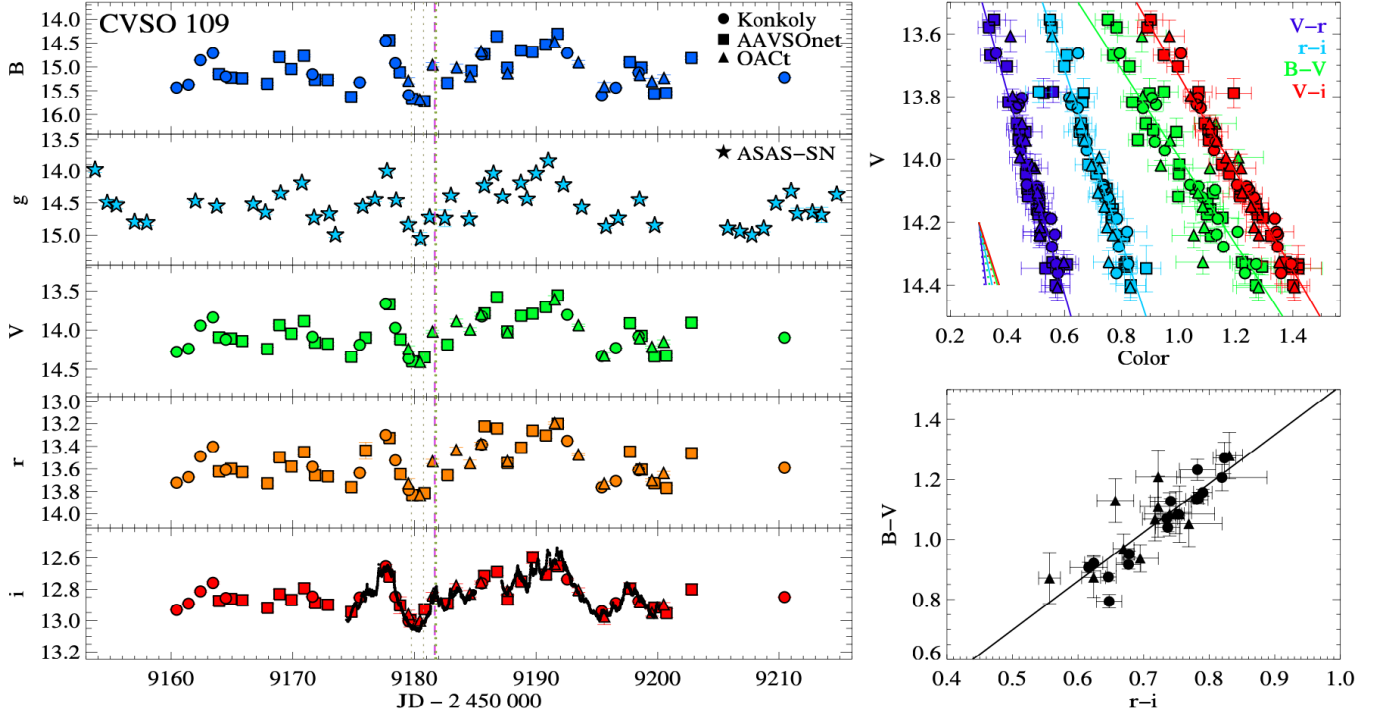 CVSO 109
Konkoly
AAVSOnet
OACt
B
14.0
14.5
15.0
15.5
16.0
ASAS-SN
g
13.5
14.0
14.5
15.0
V
13.5
14.0
14.5
r
13.0
13.2
13.4
13.6
13.8
14.0
i
12.6
12.8
13.0
13.2
9160 9170 9180 9190 9200 9210
JD - 2 450 000
V-r
r-i
B-V
V-i
V
13.6
13.8
14.0
14.2
14.4
0.2 0.4 0.6 0.8 1.0 1.2 1.4
Color
B-V
1.4
1.2
1.0
0.8
0.6
0.4 0.5 0.6 0.7 0.8 0.9 1.0
r-i